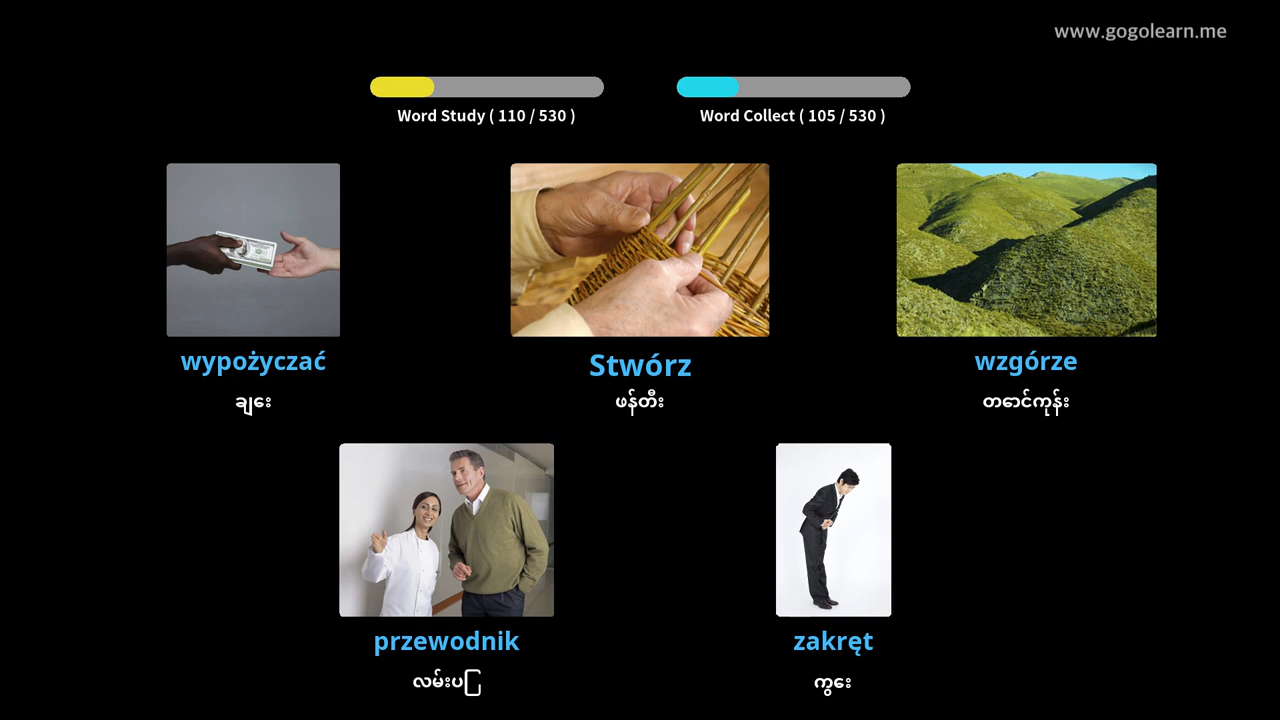 www.gogolearn.me
Word Study ( 110 / 530 )
Word Collect ( 105 / 530 )
wypożyczać
Stwórz
wzgórze
ချေး
ဖန်တီး
တောင်ကုန်း
przewodnik
zakręt
လမ်းပြ
ကွေး